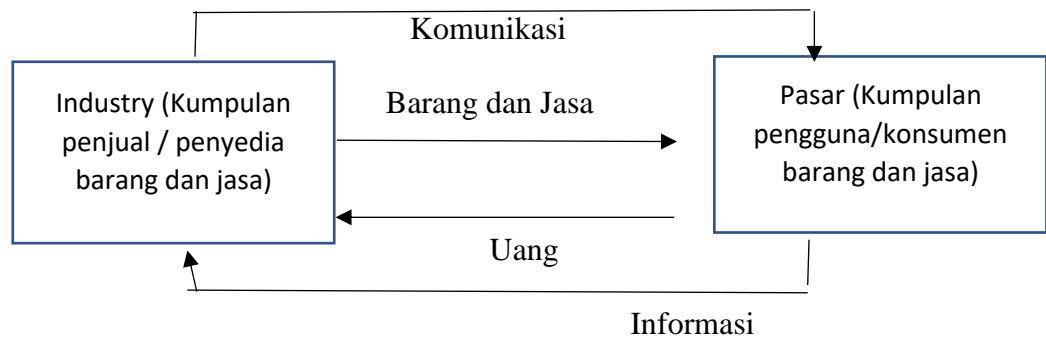 Komunikasi
Industry (Kumpulan
penjual / penyedia
barang dan jasa)
Barang dan Jasa
Pasar (Kumpulan
pengguna/konsumen
barang dan jasa)
Uang
Informasi